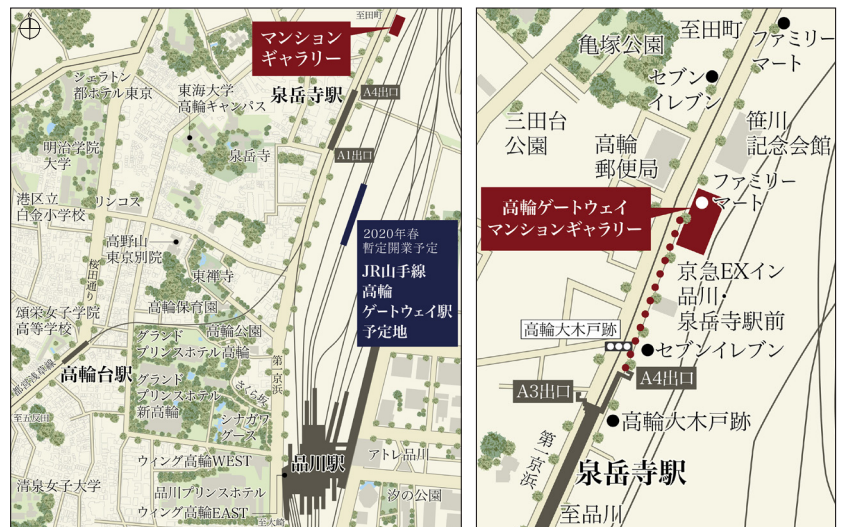 至田町
マンション
ギャラリー
シェラトン
都ホテル東京
東海大学
高輪キャンパス
泉岳寺駅
A4出口
明治学院
大学
泉岳寺
A1出口
港区立
白金小学校
リンコス
2020年春
暫定開業予定
JR山手線
高輪
ゲートウェイ駅
予定地
高野山
東京別院
桜田通り
東禅寺
高輪保育園
頌栄女子学院
高等学校
高輪公園
グランド
プリンスホテル高輪
第一京浜
都営浅草線
高輪台駅
グランド
プリンスホテル
新高輪
さくら坂
至五反田
シナガワ
グース
ウィング高輪WEST
品川駅
アトレ品川
清泉女子大学
品川プリンスホテル
汐の公園
ウィング高輪EAST
至大崎
至田町
ファミリー
マート
亀塚公園
セブン
イレブン
三田台
公園
笹川
記念会館
高輪
郵便局
ファミリー
マート
高輪ゲートウェイ
マンションギャラリー
京急EXイン
品川・
泉岳寺駅前
高輪大木戸跡
セブンイレブン
A3出口
A4出口
高輪大木戸跡
第一京浜
泉岳寺駅
至品川